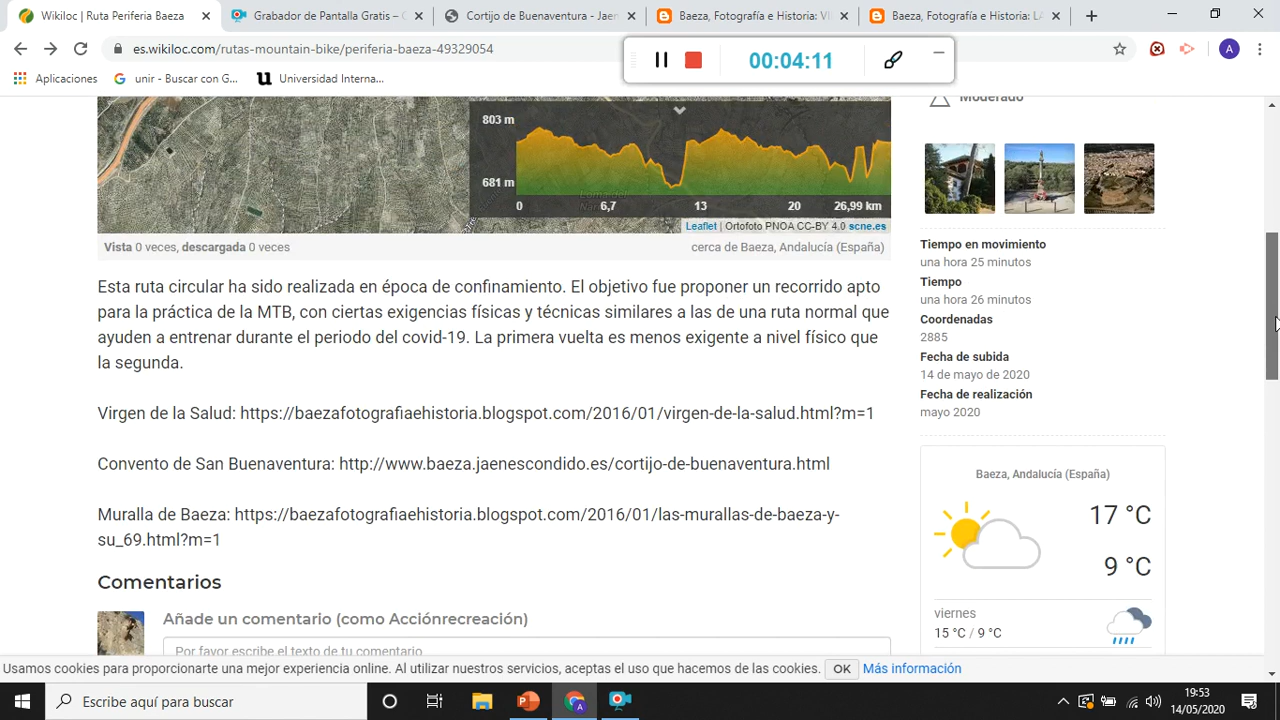 Wikiloc | Ruta Periferia Baeza
Grabador de Pantalla Gratis - G
Cortijo de Buenaventura - Jaen
Baeza, Fotografía e Historia: VI
Baeza, Fotografía e Historia: LA
es.wikiloc.com/rutas-mountain-bike/periferia-baeza-49329054
00:04:11
A
Aplicaciones
unir - Buscar con G...
Universidad Interna...
803 m
681 m
0 6,7 13 20 26,99 km
Leaflet | Ortofoto PNOA CC-BY 4.0 scne.es
Vista 0 veces, descargada 0 veces
cerca de Baeza, Andalucía (España)
Esta ruta circular ha sido realizada en época de confinamiento. El objetivo fue proponer un recorrido apto
para la práctica de la MTB, con ciertas exigencias físicas y técnicas similares a las de una ruta normal que
ayuden a entrenar durante el periodo del covid-19. La primera vuelta es menos exigente a nivel físico que
la segunda.
Virgen de la Salud: https://baezafotografiaehistoria.blogspot.com/2016/01/virgen-de-la-salud.html?m=1
Convento de San Buenaventura: http://www.baeza.jaenescondido.es/cortijo-de-buenaventura.html
Muralla de Baeza: https://baezafotografiaehistoria.blogspot.com/2016/01/las-murallas-de-baeza-y-
su_69.html?m=1
Comentarios
Añade un comentario (como Acciónrecreación)
Por favor escribe el texto de tu comentario
Moderado
Tiempo en movimiento
una hora 25 minutos
Tiempo
una hora 26 minutos
Coordenadas
2885
Fecha de subida
14 de mayo de 2020
Fecha de realización
mayo 2020
Baeza, Andalucía (España)
17 °C
9 °C
viernes
15 °C / 9 °C
Usamos cookies para proporcionarte una mejor experiencia online. Al utilizar nuestros servicios, aceptas el uso que hacemos de las cookies. OK Más información
Escribe aquí para buscar
19:53
14/05/2020